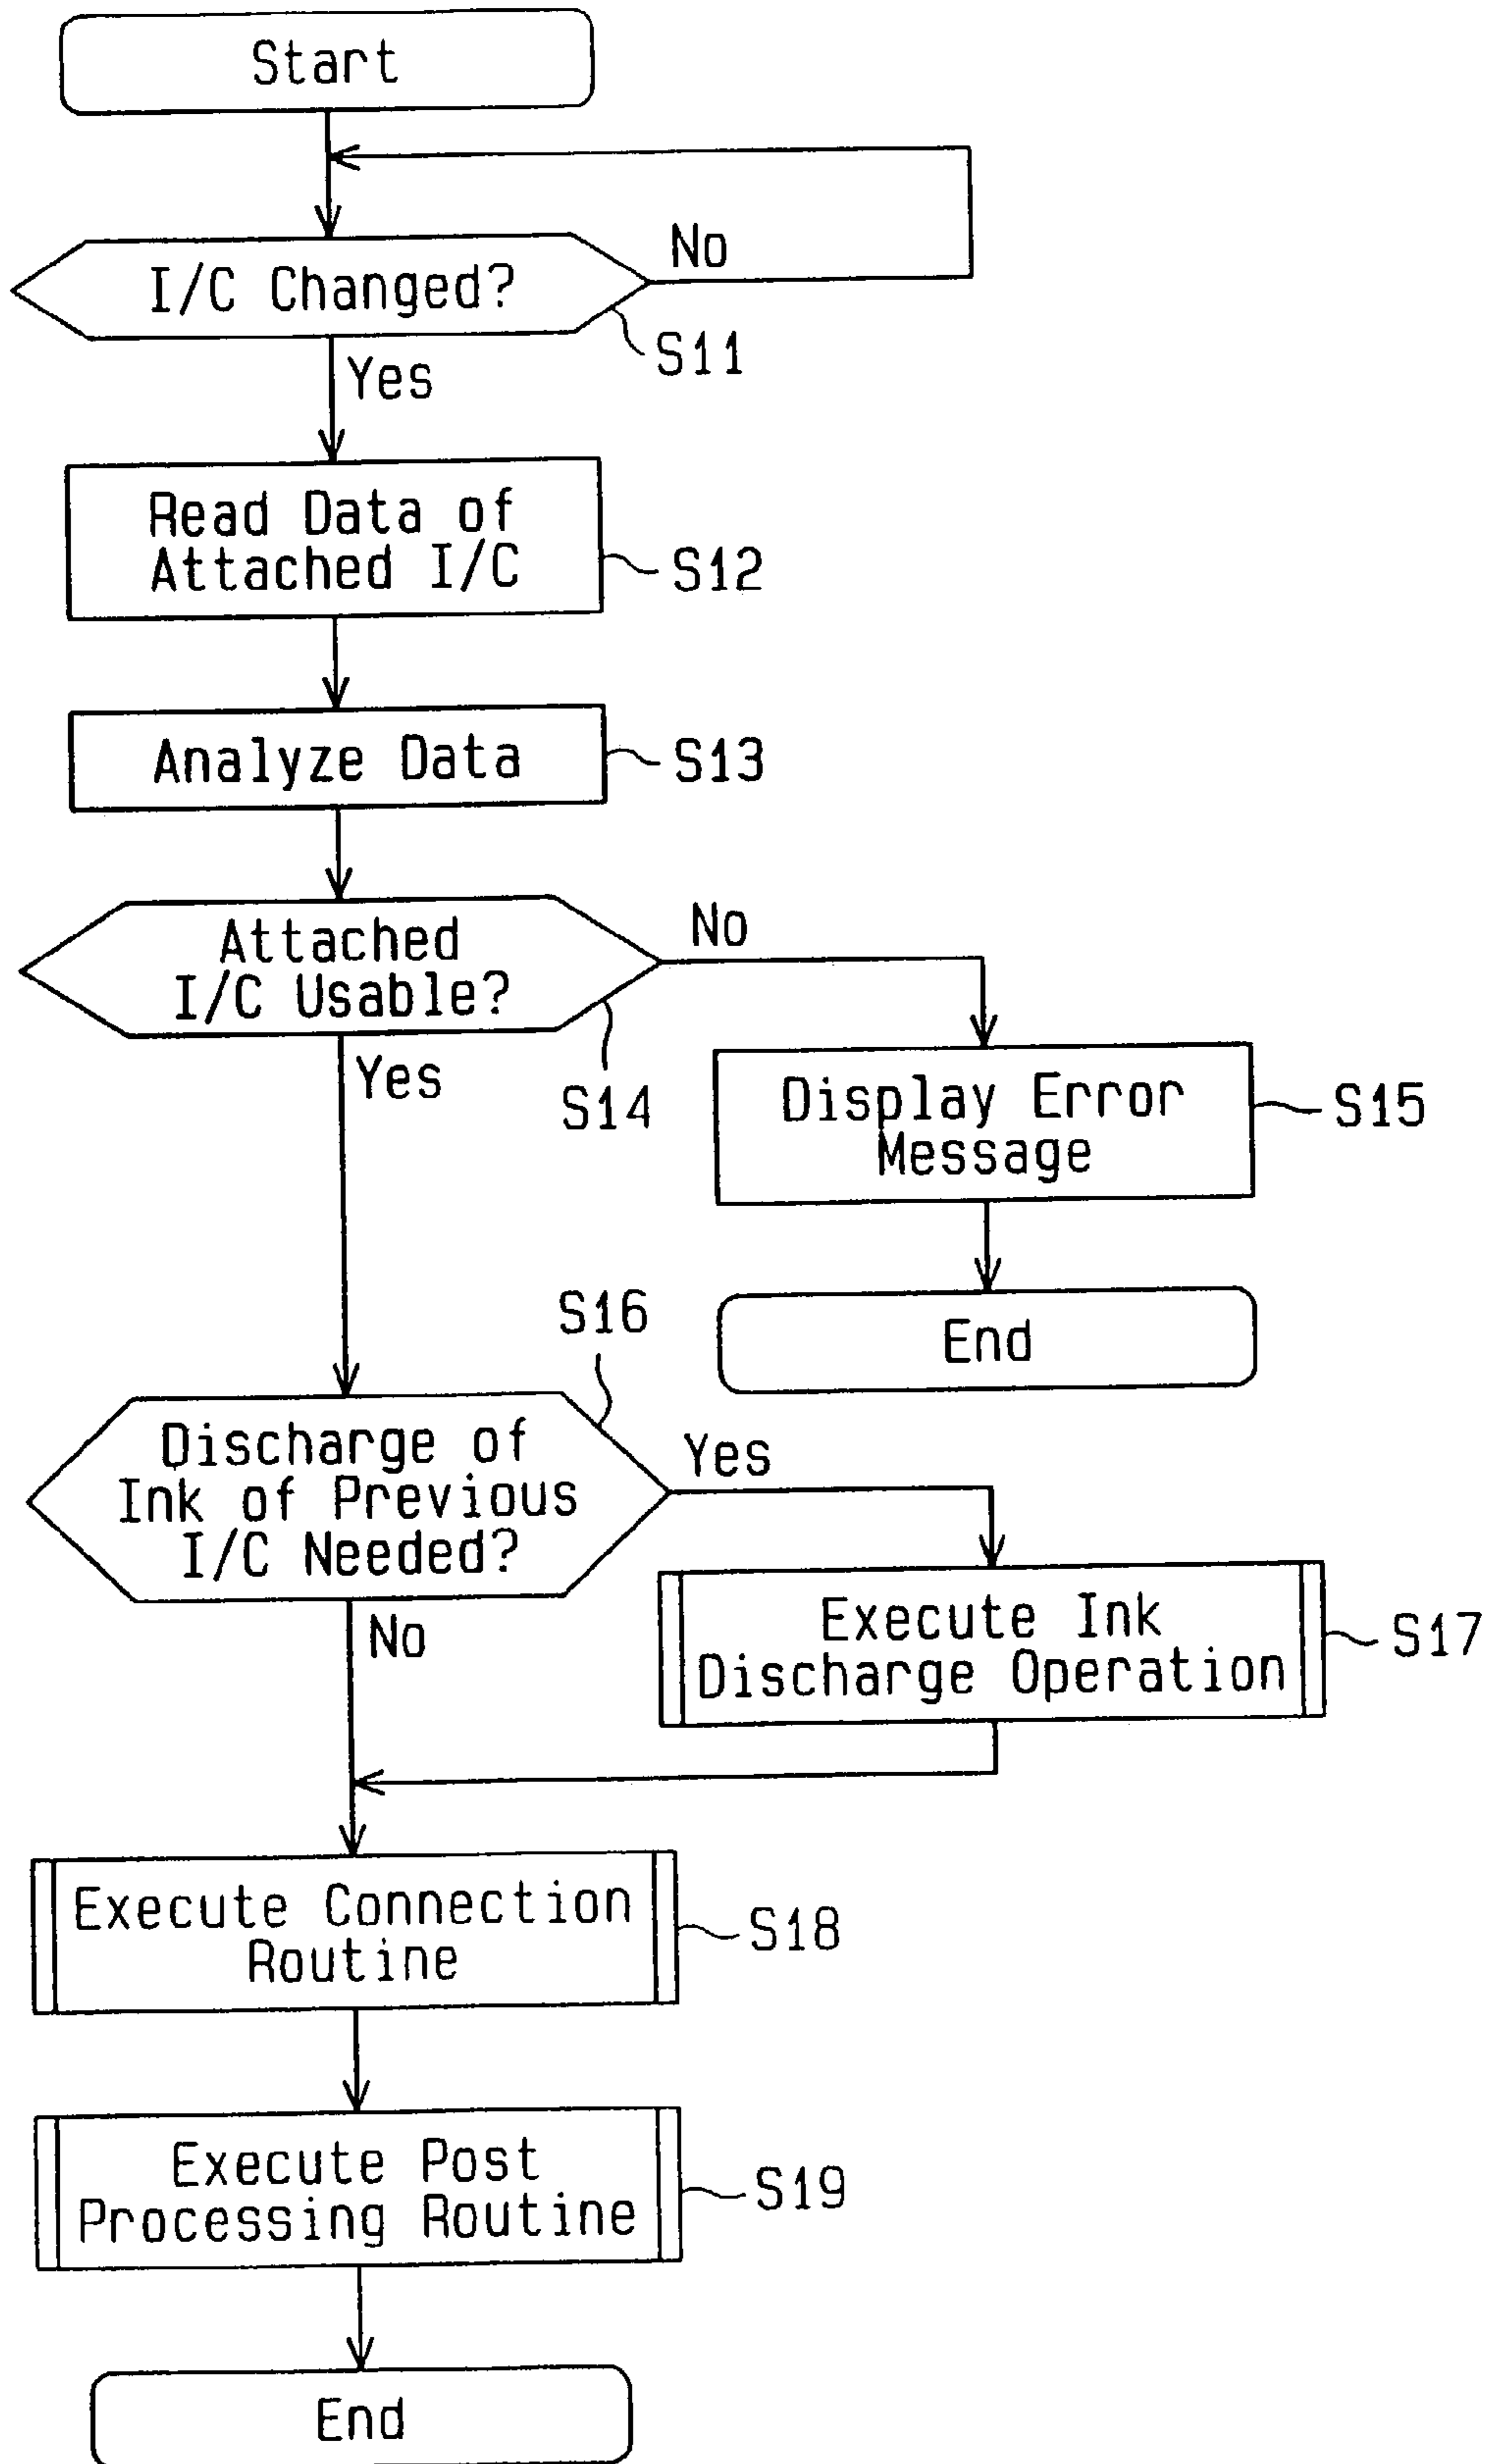 Start
No
I/C Changed?
S11
Yes
Read Data of
Attached I/C
S12
Analyze Data
S13
Attached
I/C Usable?
No
S14
Yes
Display Error
Message
S15
End
S16
Discharge of
Ink of Previous
I/C Needed?
Yes
No
Execute Ink
Discharge Operation
S17
Execute Connection
Routine
S18
Execute Post
Processing Routine
S19
End